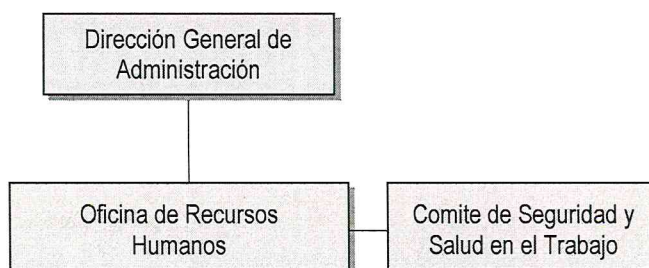 Dirección General de
Administración
Oficina de Recursos
Humanos
Comite de Seguridad y
Salud en el Trabajo